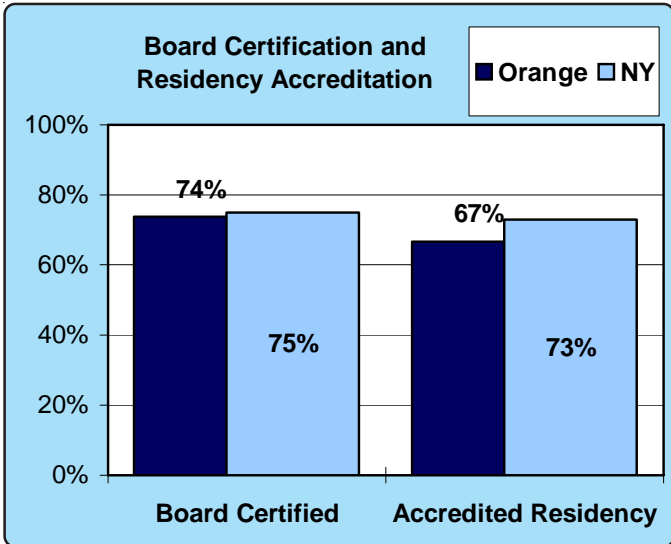 Board Certification and
Residency Accreditation
Orange NY
100%
80%
60%
40%
20%
0%
74%
75%
67%
73%
Board Certified
Accredited Residency